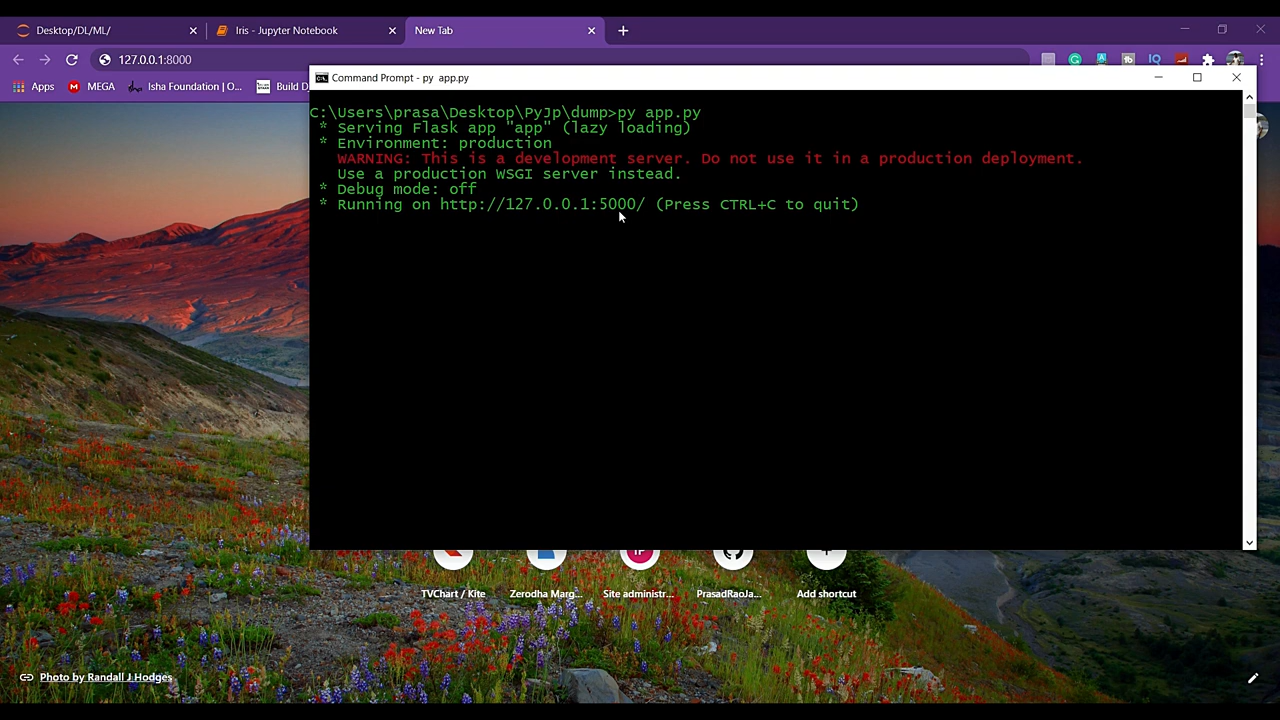 Desktop/DL/ML/
Iris - Jupyter Notebook
New Tab
127.0.0.1:8000
Apps
MEGA
Isha Foundation | O...
Build D
Command Prompt - py  app.py
C:\Users\prasa\Desktop\PyJp\dump>py app.py
* Serving Flask app "app" (lazy loading)
* Environment: production
WARNING: This is a development server. Do not use it in a production deployment.
Use a production WSGI server instead.
* Debug mode: off
* Running on http://127.0.0.1:5000/ (Press CTRL+C to quit)
TVChart / Kite
Zerodha Marg...
Site administr...
PrasadRaoJa...
Add shortcut
Photo by Randall J Hodges